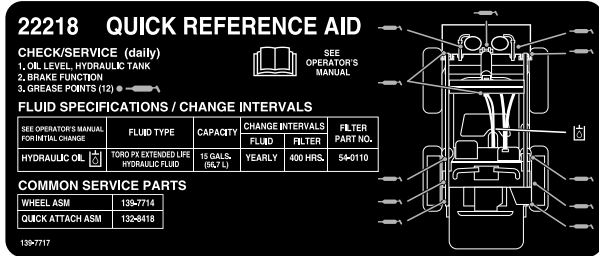 22218 QUICK REFERENCE AID
CHECK/SERVICE (daily)
1. OIL LEVEL, HYDRAULIC TANK
2. BRAKE FUNCTION
3. GREASE POINTS (12)
SEE
OPERATOR'S
MANUAL
FLUID SPECIFICATIONS / CHANGE INTERVALS
SEE OPERATOR'S MANUAL
FOR INITIAL CHANGE
FLUID TYPE
CAPACITY
CHANGE INTERVALS
FLUID
FILTER
FILTER
PART NO.
HYDRAULIC OIL
TORO PX EXTENDED LIFE
HYDRAULIC FLUID
15 GALS.
(56.7 L)
YEARLY
400 HRS.
54-0110
COMMON SERVICE PARTS
WHEEL ASM 139-7714
QUICK ATTACH ASM 132-8418
139-7717